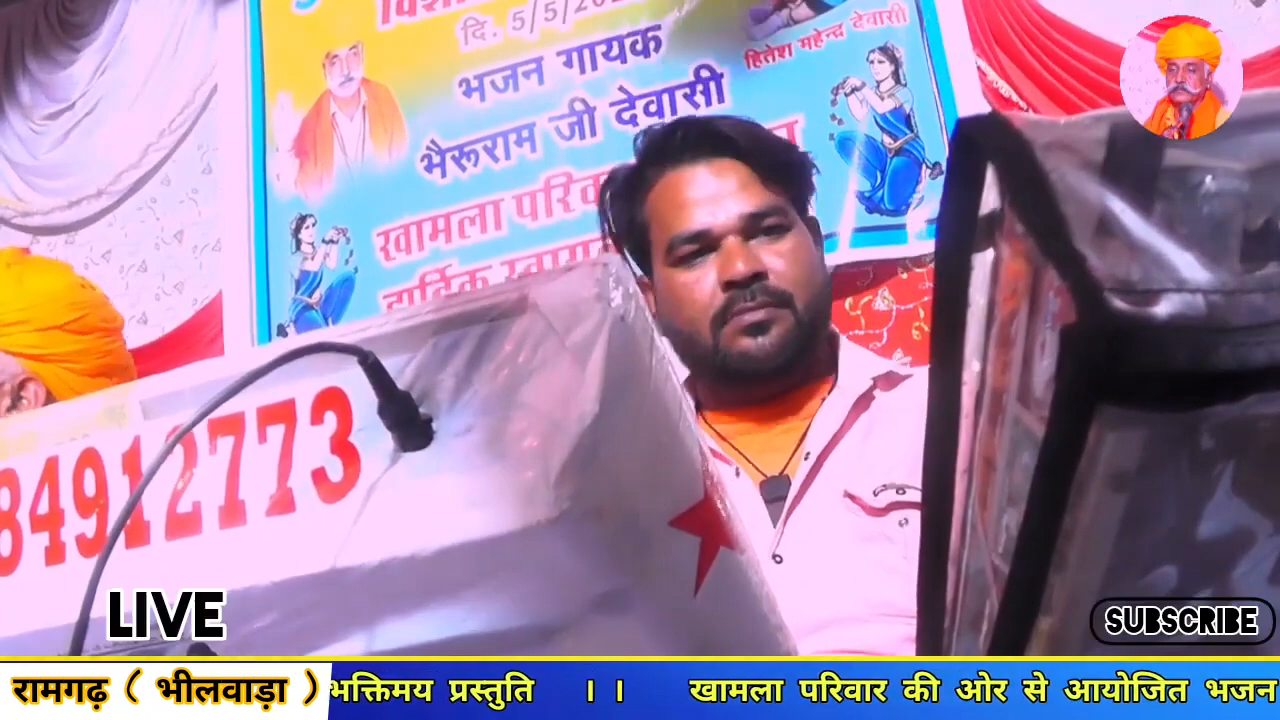 दि. 5/5/20
हितेश महेन्द्र देवासी
भजन गायक
भैरूराम जी देवासी
खामला
84912773
LIVE
SUBSCRIBE
रामगढ़ ( भीलवाड़ा )
भक्तिमय प्रस्तुति ।। खामला परिवार की ओर से आयोजित भजन